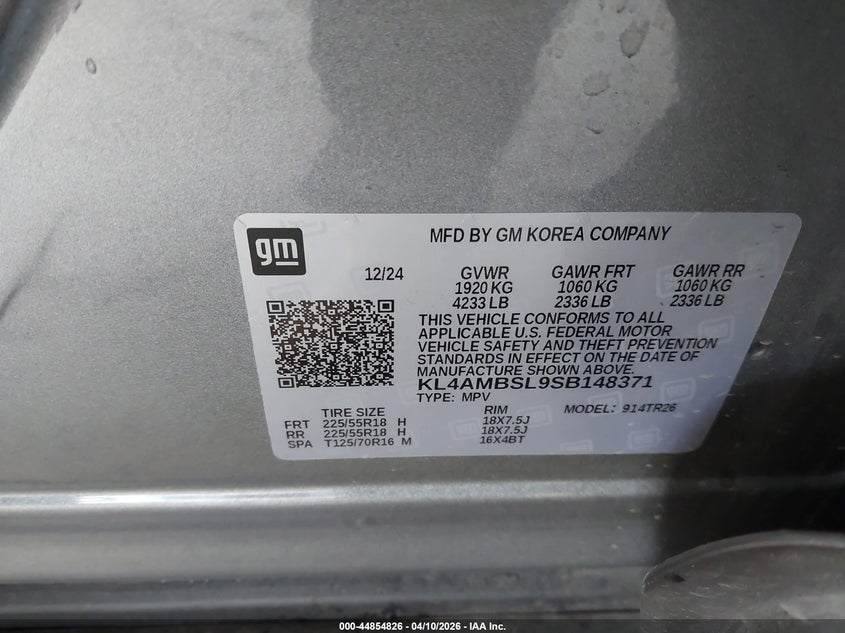 gm
MFD BY GM KOREA COMPANY
12/24 GVWR GAWR FRT GAWR RR
1920 KG 1060 KG 1060 KG
4233 LB 2336 LB 2336 LB
THIS VEHICLE CONFORMS TO ALL
APPLICABLE U.S. FEDERAL MOTOR
VEHICLE SAFETY AND THEFT PREVENTION
STANDARDS IN EFFECT ON THE DATE OF
MANUFACTURE SHOWN ABOVE.
KL4AMBSL9SB148371
TYPE: MPV MODEL: 914TR26
TIRE SIZE RIM
FRT 225/55R18 H 18X7.5J
RR 225/55R18 H 18X7.5J
SPA T125/70R16 M 16X4BT
000-44854826 - 04/10/2026 - IAA Inc.